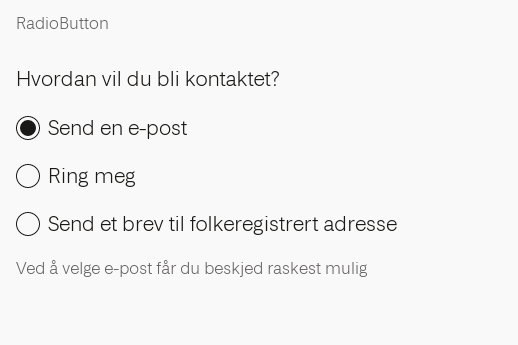 RadioButton
Hvordan vil du bli kontaktet?
Send en e-post
Ring meg
Send et brev til folkeregistrert adresse
Ved å velge e-post får du beskjed raskest mulig